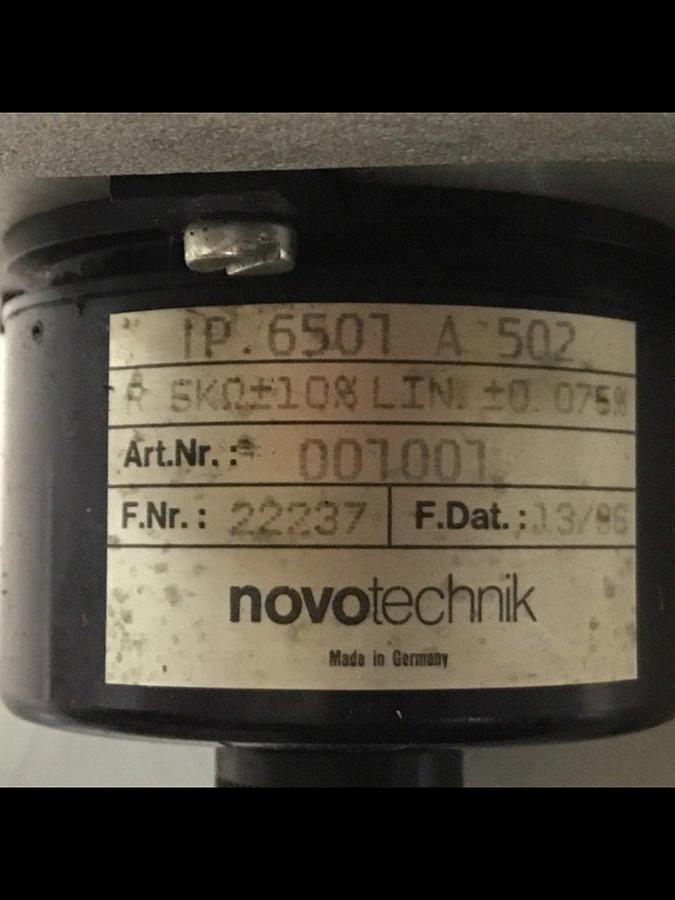 IP.6501 A 502
R 5KΩ±10% LIN. ±0.075%
Art.Nr.: 001001
F.Nr.: 22237 F.Dat.: 13/86
novotechnik
Made in Germany